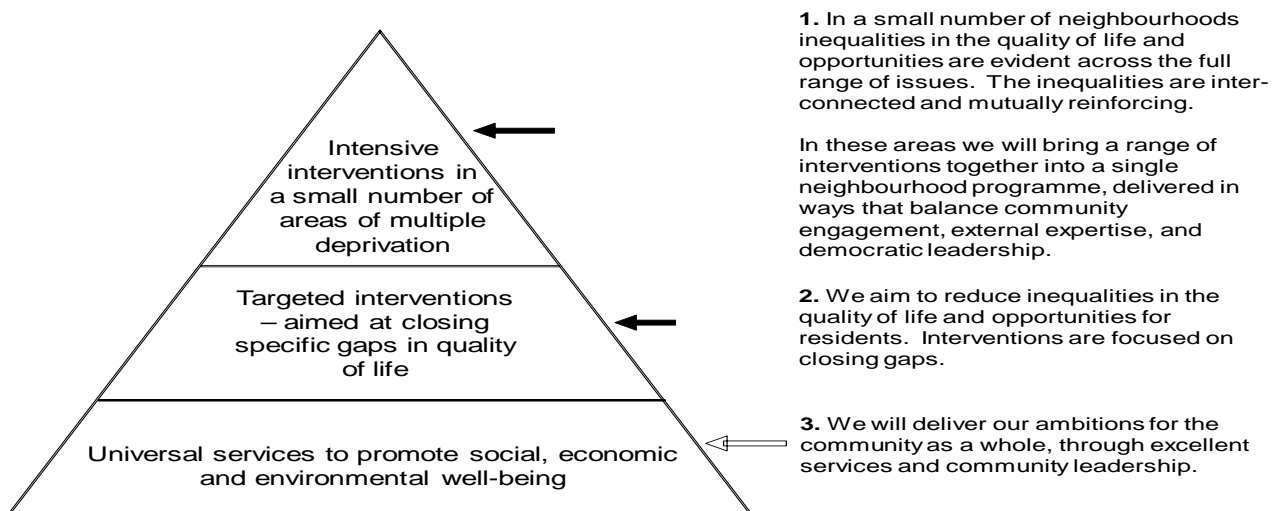 Intensive
interventions in
a small number of
areas of multiple
deprivation
Targeted interventions
– aimed at closing
specific gaps in quality
of life
Universal services to promote social, economic
and environmental well-being
1. In a small number of neighbourhoods
inequalities in the quality of life and
opportunities are evident across the full
range of issues. The inequalities are inter-
connected and mutually reinforcing.
In these areas we will bring a range of
interventions together into a single
neighbourhood programme, delivered in
ways that balance community
engagement, external expertise, and
democratic leadership.
2. We aim to reduce inequalities in the
quality of life and opportunities for
residents. Interventions are focused on
closing gaps.
3. We will deliver our ambitions for the
community as a whole, through excellent
services and community leadership.